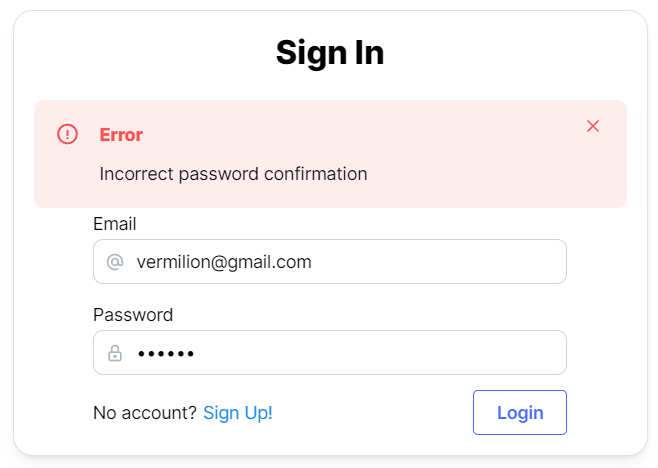 Sign In
Error
Incorrect password confirmation
Email
vermilion@gmail.com
Password
••••••
No account? Sign Up!
Login